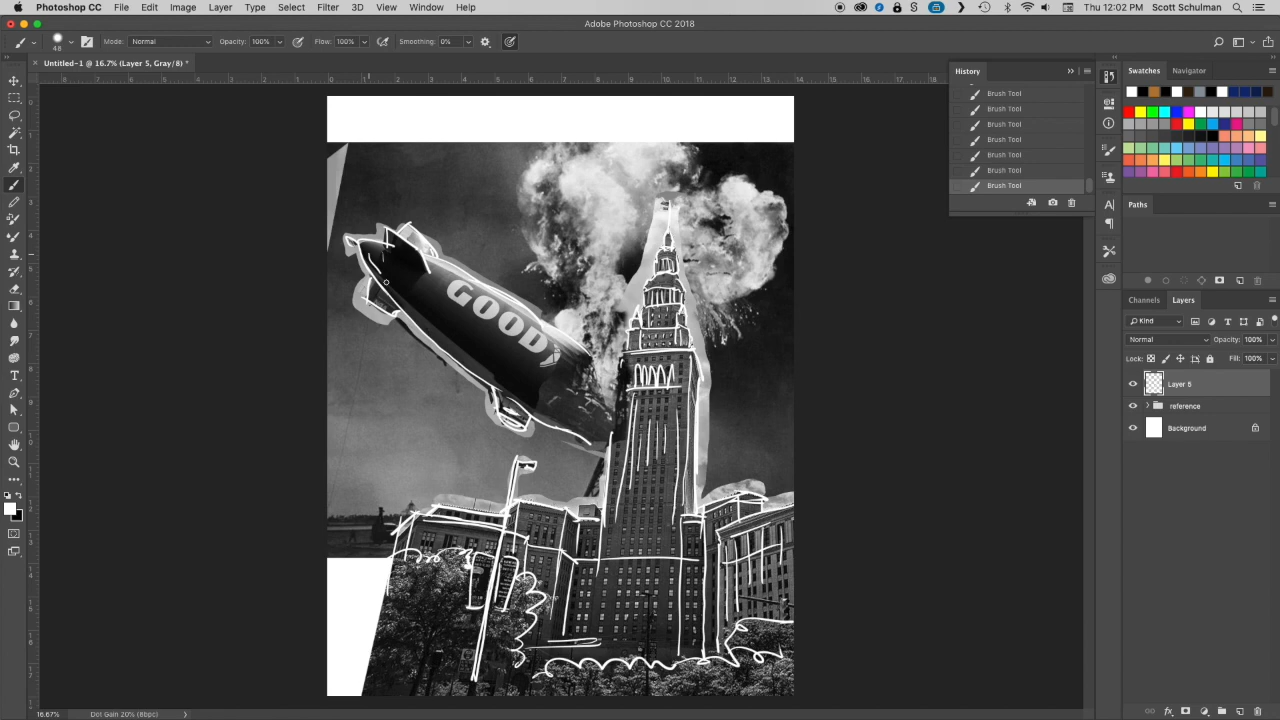 Photoshop CC File Edit Image Layer Type Select Filter 3D View Window Help Thu 12:02 PM Scott Schulman
Adobe Photoshop CC 2018
48 Mode: Normal Opacity: 100% Flow: 100% Smoothing: 0%
Untitled-1 @ 16.7% (Layer 5, Gray/8) *
History
Brush Tool
Brush Tool
Brush Tool
Brush Tool
Brush Tool
Brush Tool
Brush Tool
Swatches Navigator
Paths
Channels Layers
Kind
Normal Opacity: 100%
Lock: Fill: 100%
Layer 5
reference
Background
GOOD
16.67% Dot Gain 20% (8bpc)